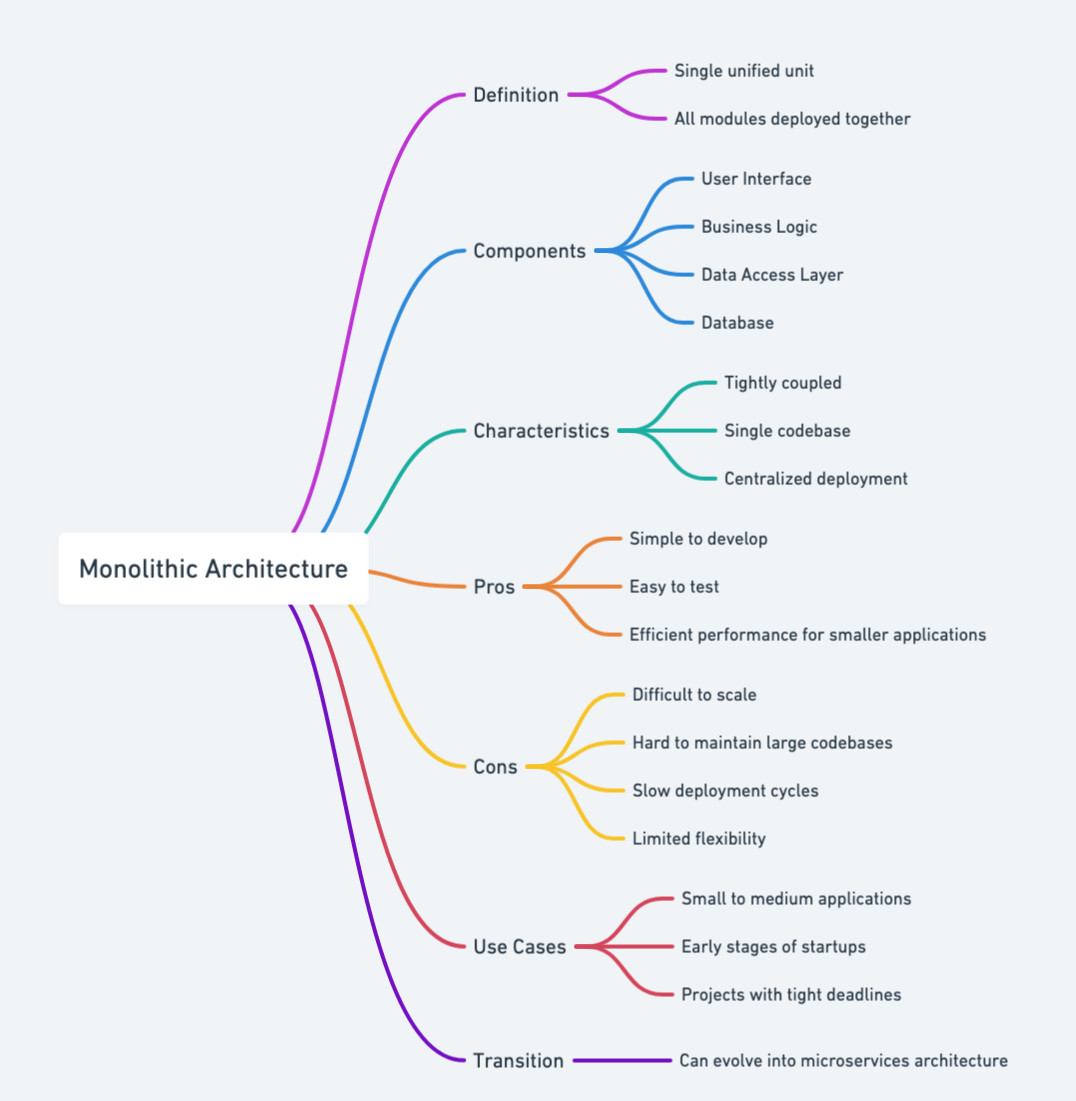 Monolithic Architecture
Definition
Single unified unit
All modules deployed together
Components
User Interface
Business Logic
Data Access Layer
Database
Characteristics
Tightly coupled
Single codebase
Centralized deployment
Pros
Simple to develop
Easy to test
Efficient performance for smaller applications
Cons
Difficult to scale
Hard to maintain large codebases
Slow deployment cycles
Limited flexibility
Use Cases
Small to medium applications
Early stages of startups
Projects with tight deadlines
Transition
Can evolve into microservices architecture